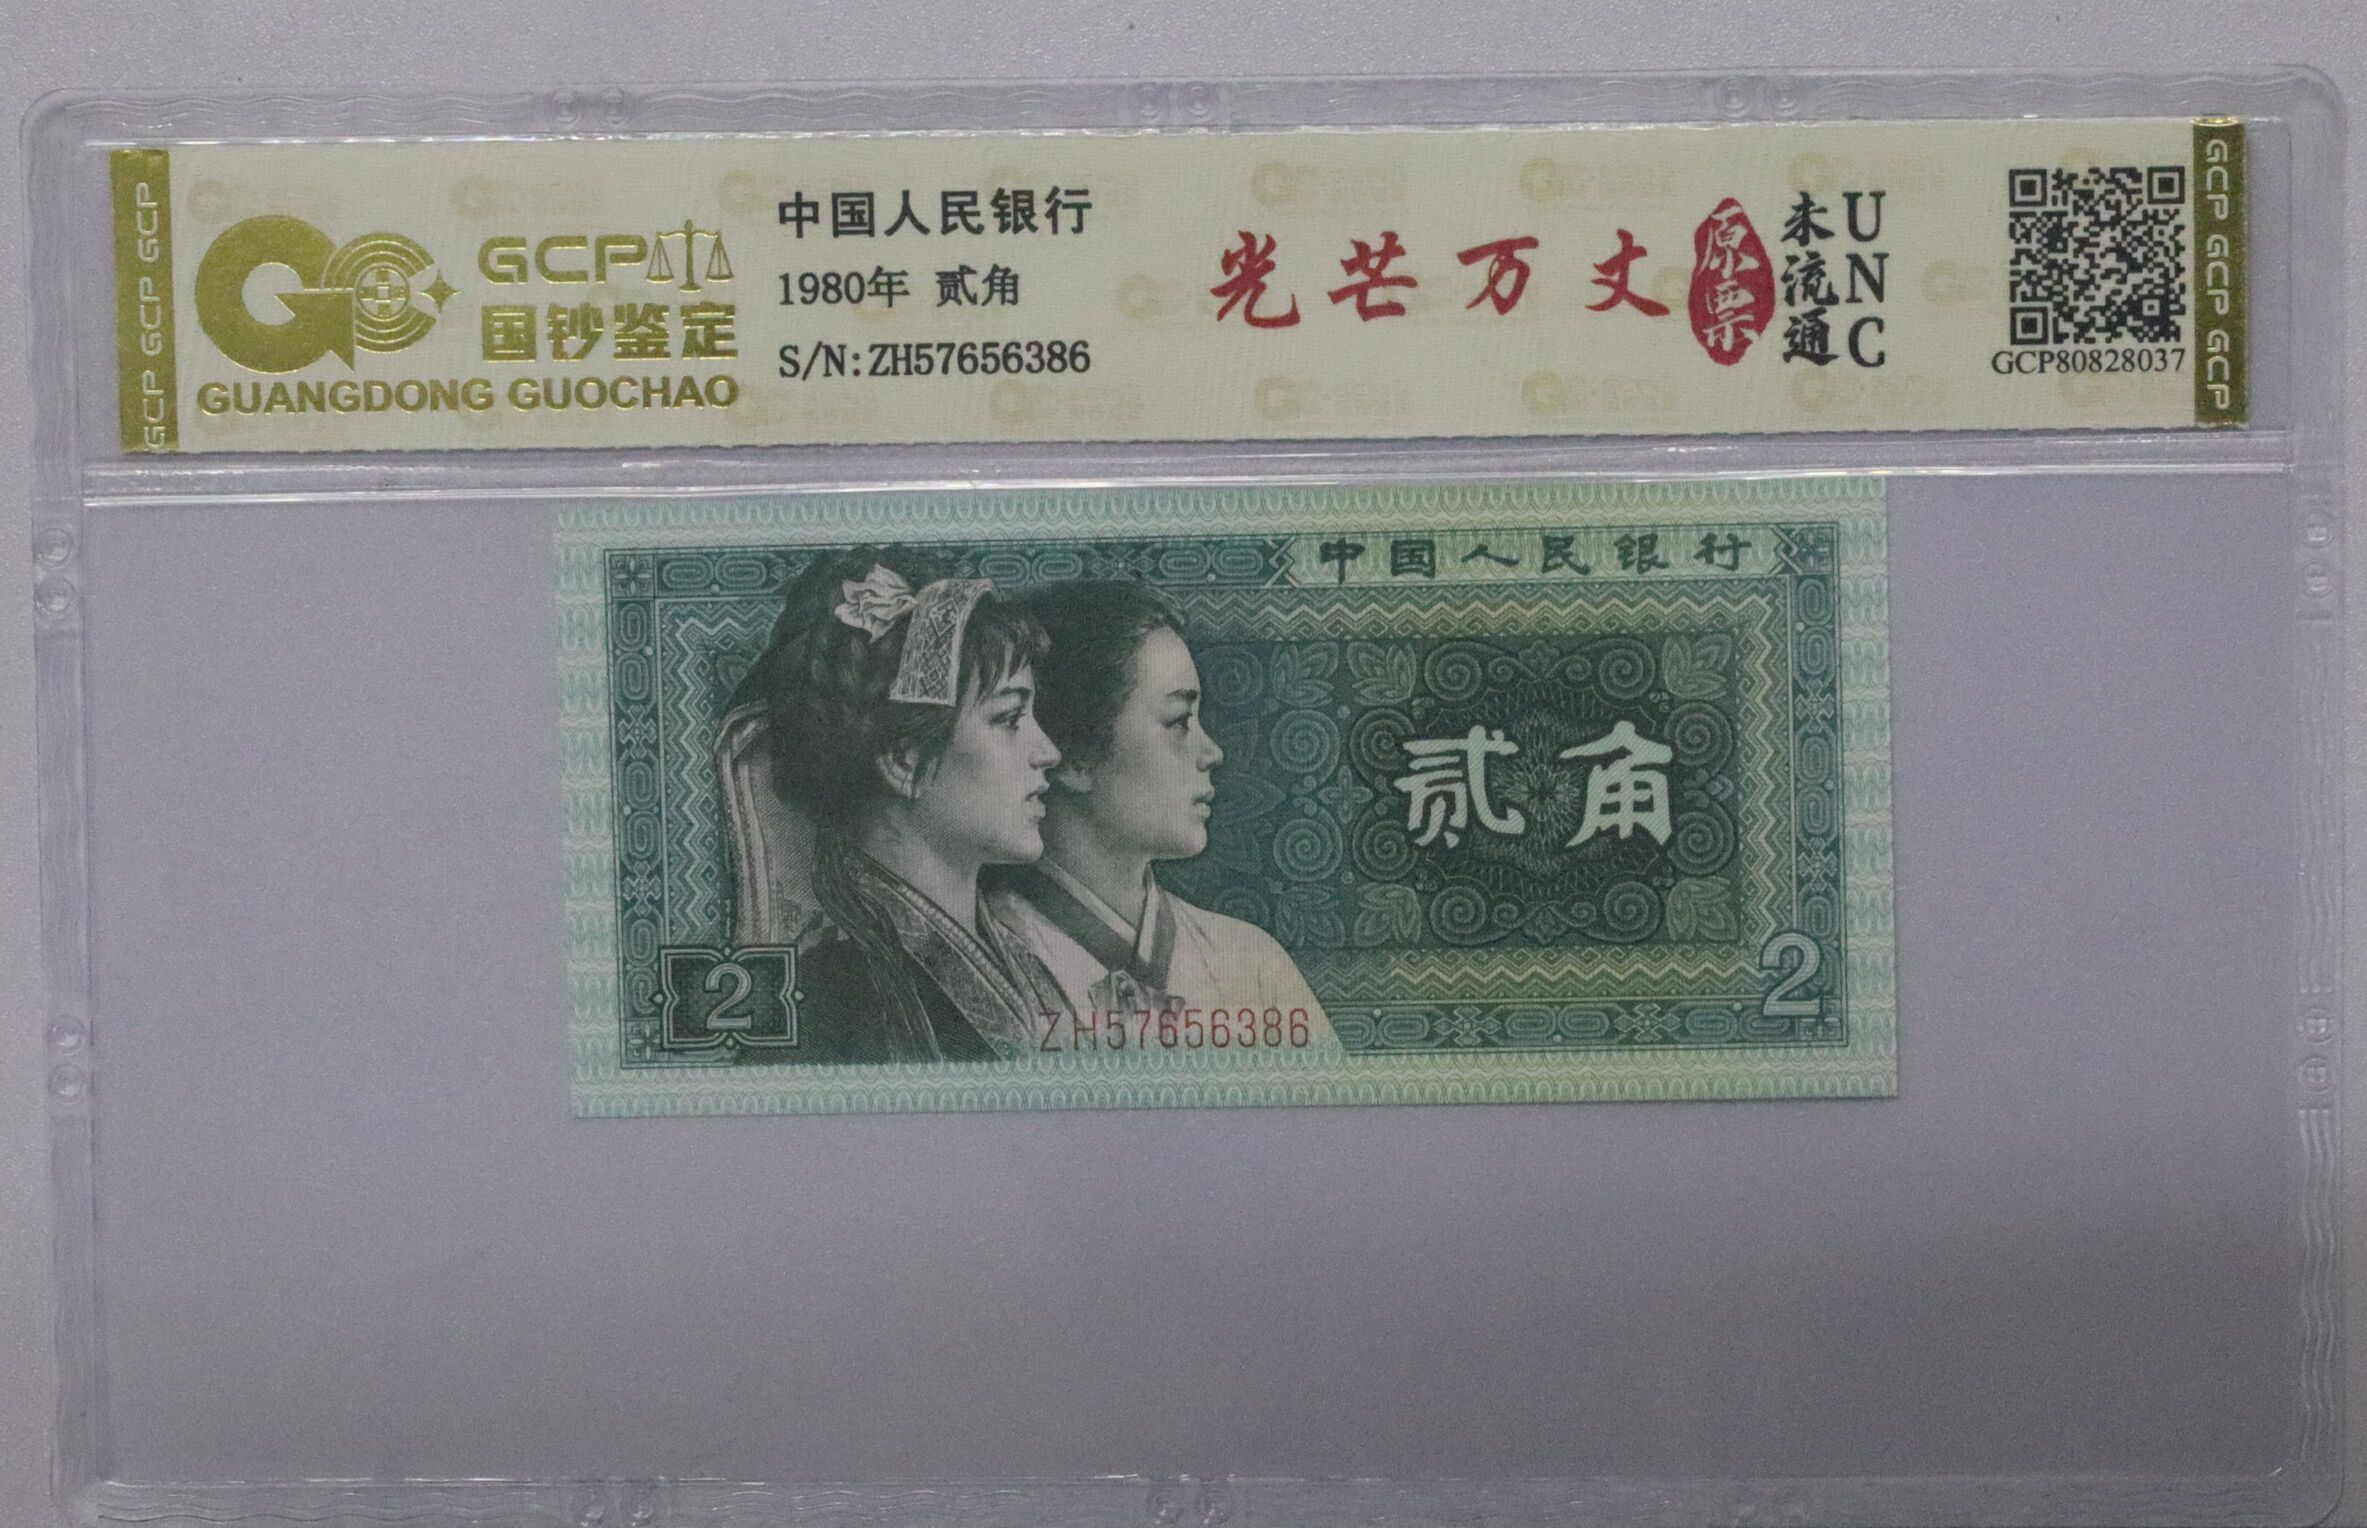 GCP GCP GCP
GCP
国钞鉴定
GUANGDONG GUOCHAO
中国人民银行
1980年 贰角
S/N:ZH57656386
光芒万丈
原票
未流通
UNC
GCP80828037
GCP GCP GCP
中国人民银行
贰角
2
2
ZH57656386